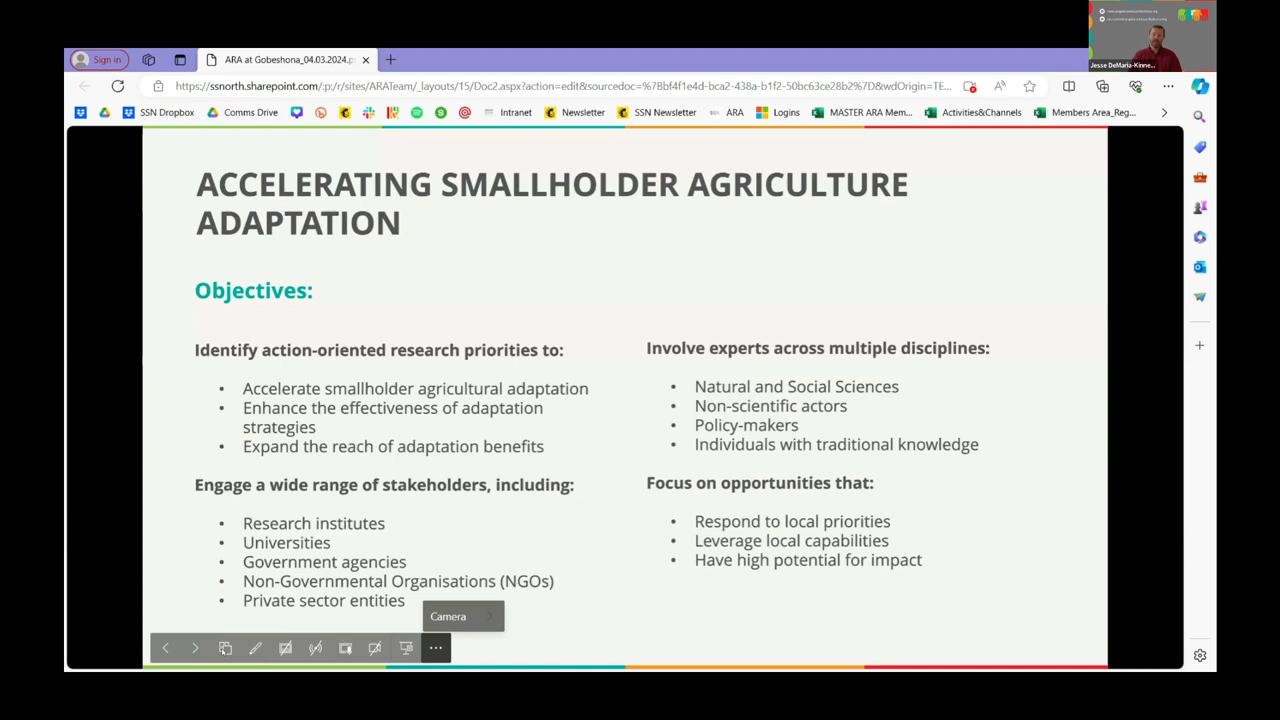 Jesse DeMaria-Kinne...
Sign in
ARA at Gobeshona_04.03.2024.p
https://ssnorth.sharepoint.com/:p:/r/sites/ARATeam/_layouts/15/Doc2.aspx?action=edit&sourcedoc=%7bf4f1e4d-bca2-438a-b1f2-50bc63ce28b2%7D&wdOrigin=TE...
SSN Dropbox
Comms Drive
Intranet
Newsletter
SSN Newsletter
ARA
Logins
MASTER ARA Mem...
Activities&Channels
Members Area_Reg...
ACCELERATING SMALLHOLDER AGRICULTURE
ADAPTATION
Objectives:
Identify action-oriented research priorities to:
• Accelerate smallholder agricultural adaptation
• Enhance the effectiveness of adaptation
strategies
• Expand the reach of adaptation benefits
Engage a wide range of stakeholders, including:
• Research institutes
• Universities
• Government agencies
• Non-Governmental Organisations (NGOs)
• Private sector entities
Involve experts across multiple disciplines:
• Natural and Social Sciences
• Non-scientific actors
• Policy-makers
• Individuals with traditional knowledge
Focus on opportunities that:
• Respond to local priorities
• Leverage local capabilities
• Have high potential for impact
Camera